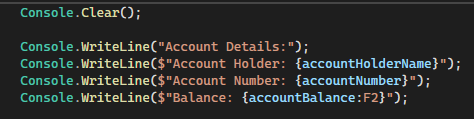 Console.Clear();
Console.WriteLine("Account Details:");
Console.WriteLine($"Account Holder: {accountHolderName}");
Console.WriteLine($"Account Number: {accountNumber}");
Console.WriteLine($"Balance: {accountBalance:F2}");